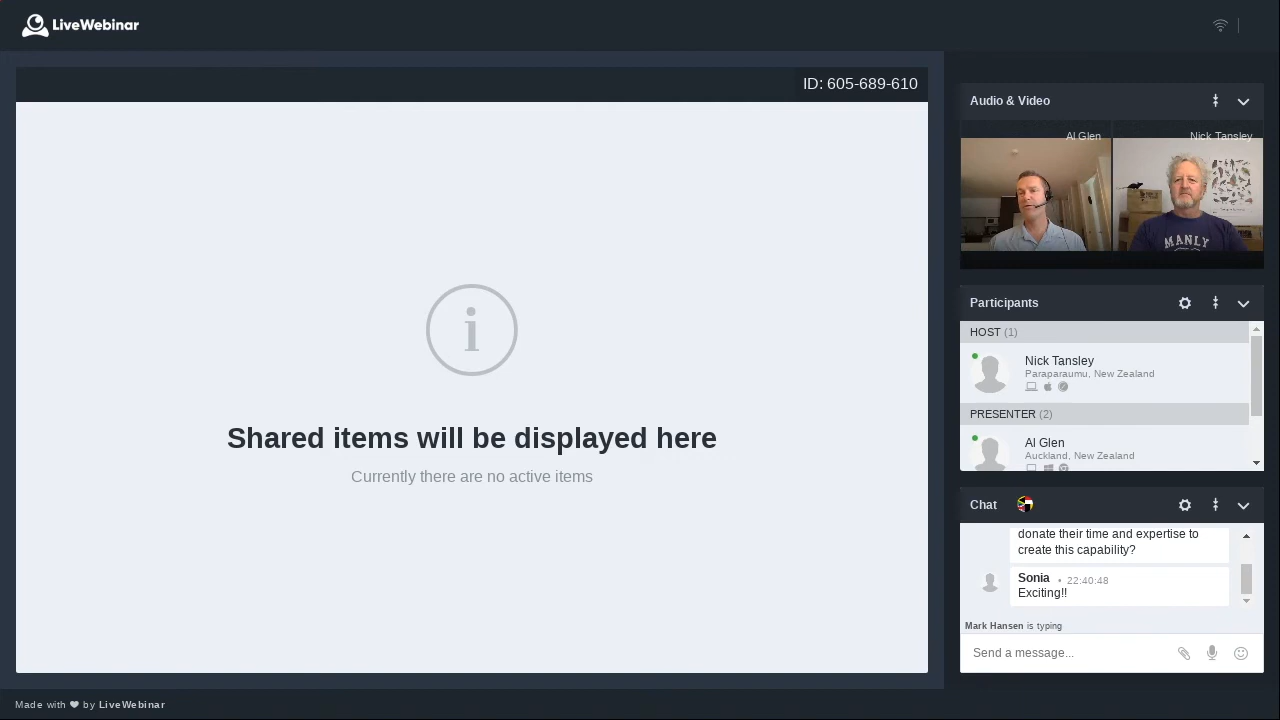 LiveWebinar
ID: 605-689-610
Shared items will be displayed here
Currently there are no active items
Audio & Video
Al Glen
Nick Tansley
MANLY
Participants
HOST (1)
Nick Tansley
Paraparaumu, New Zealand
PRESENTER (2)
Al Glen
Auckland, New Zealand
Chat
donate their time and expertise to
create this capability?
Sonia • 22:40:48
Exciting!!
Mark Hansen is typing
Send a message...
Made with ❤ by LiveWebinar